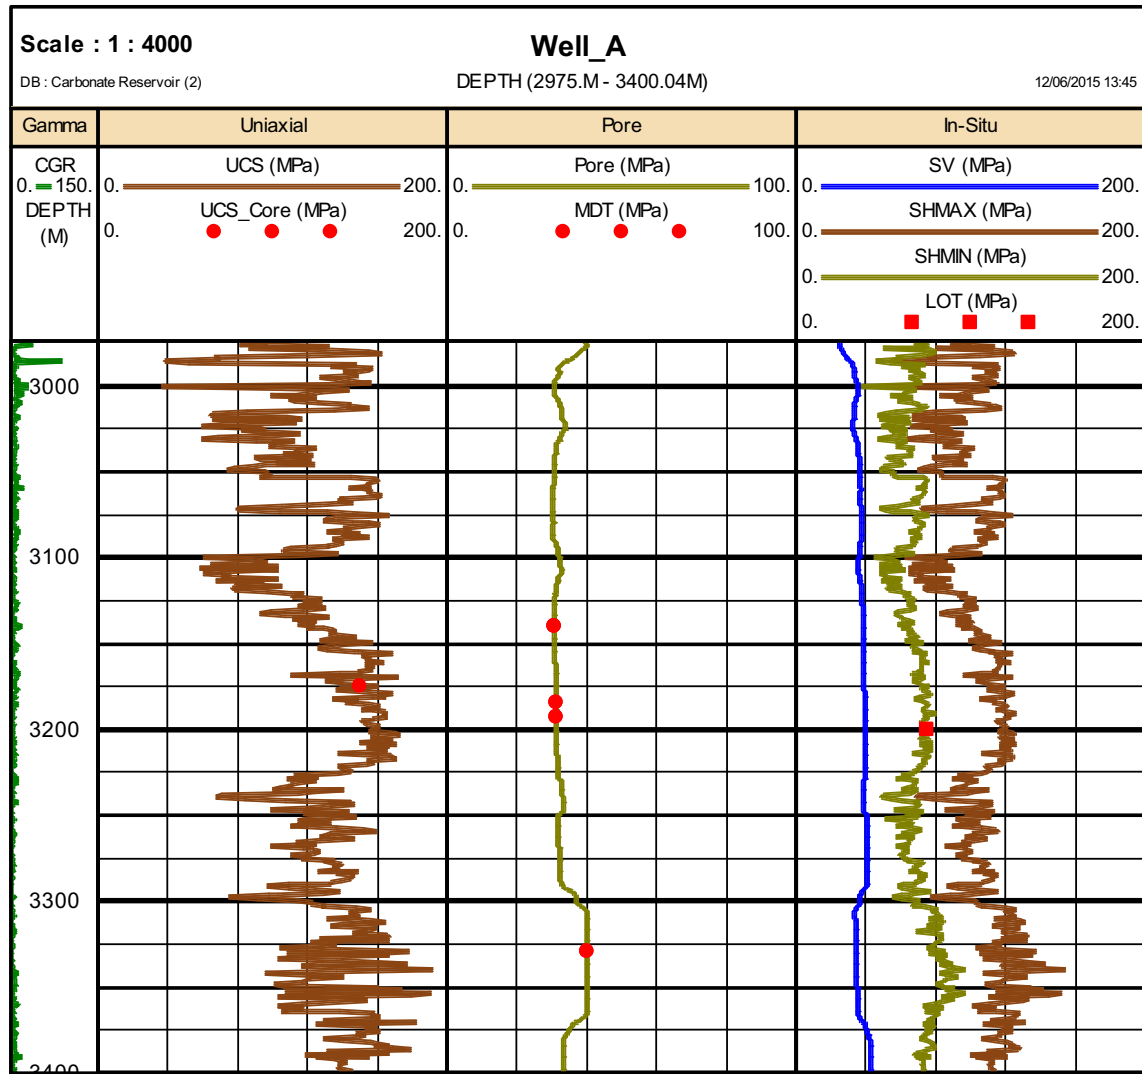 Scale : 1 : 4000
Well_A
DB : Carbonate Reservoir (2)
DEPTH (2975.M - 3400.04M)
12/06/2015 13:45
Gamma Uniaxial Pore In-Situ
CGR
0. 150.
DEPTH
(M)
UCS (MPa)
0. 200.
UCS_Core (MPa)
0. 200.
Pore (MPa)
0. 100.
MDT (MPa)
0. 100.
SV (MPa)
0. 200.
SHMAX (MPa)
0. 200.
SHMIN (MPa)
0. 200.
LOT (MPa)
0. 200.
3000
3100
3200
3300
3400